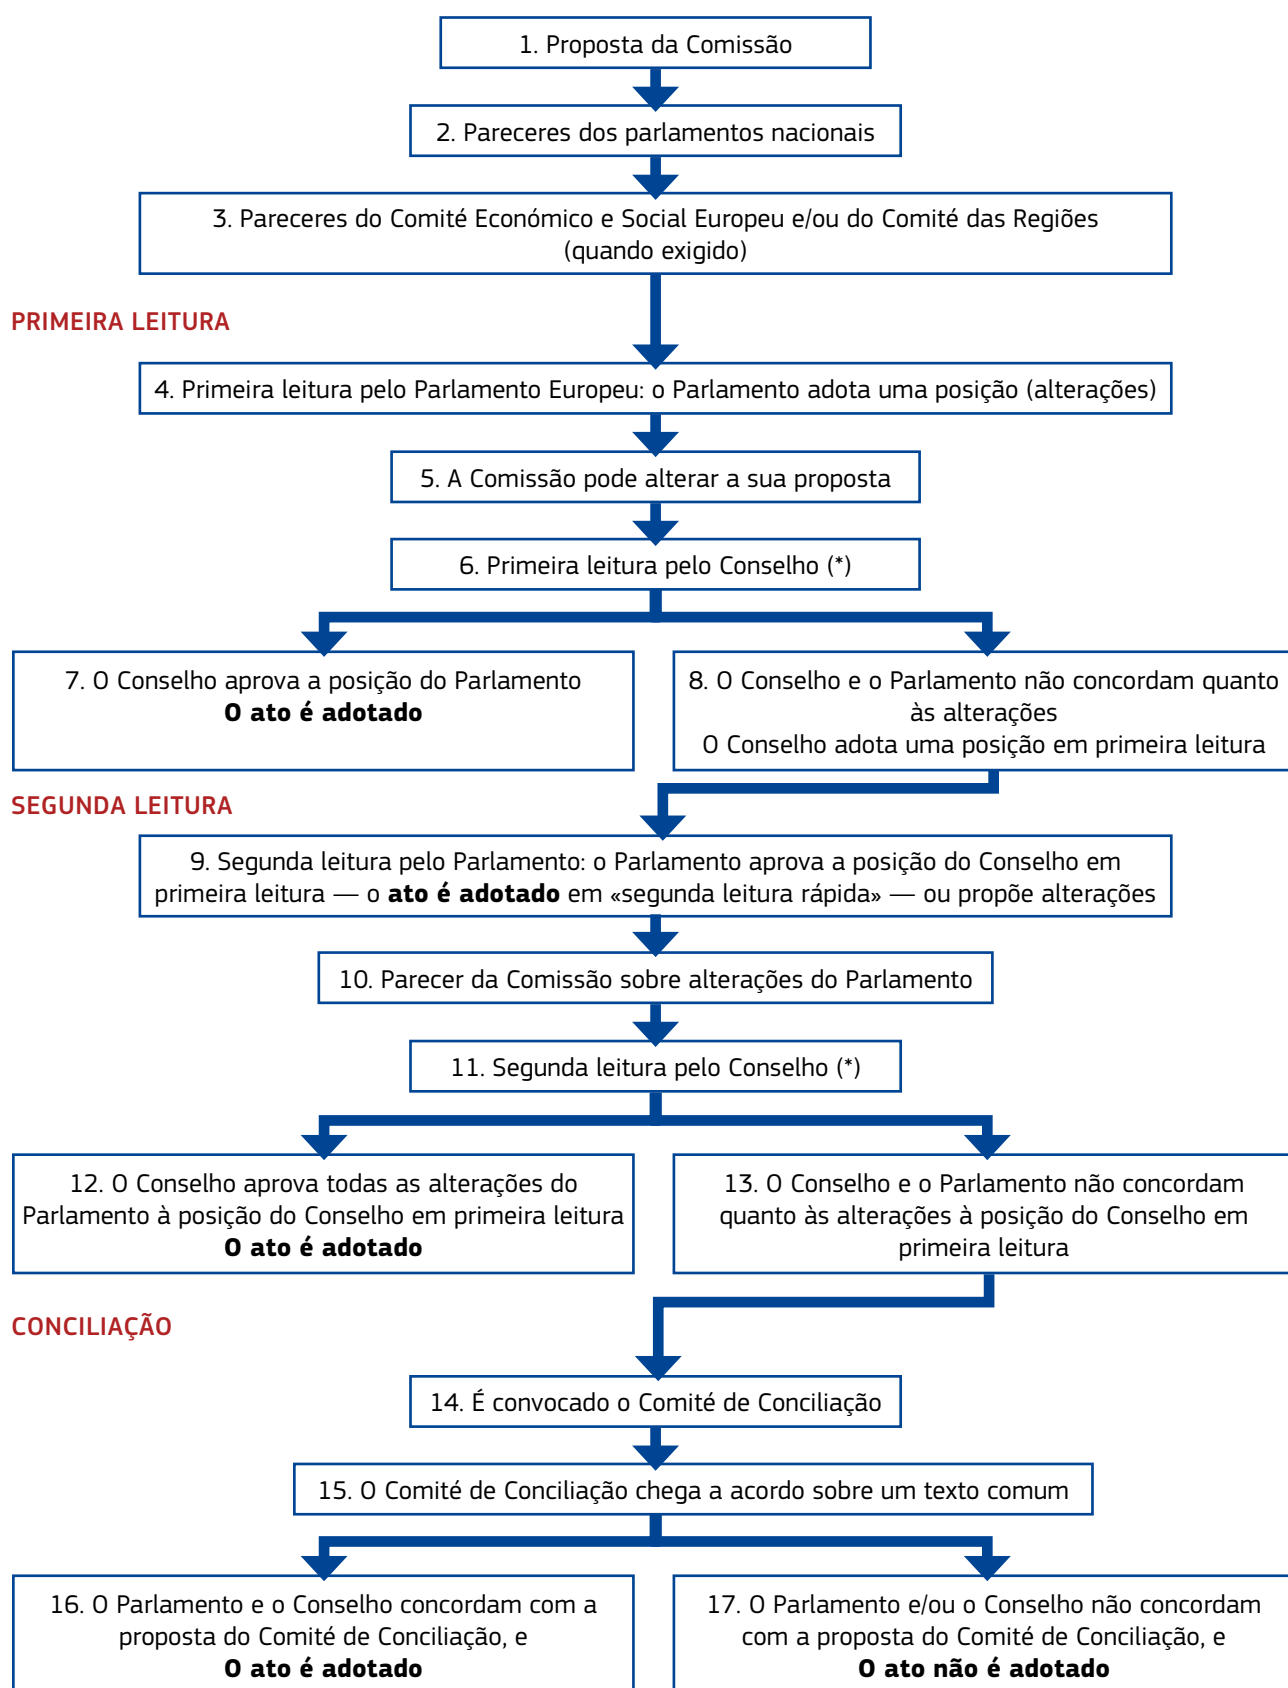 1. Proposta da Comissão
2. Pareceres dos parlamentos nacionais
3. Pareceres do Comité Económico e Social Europeu e/ou do Comité das Regiões
(quando exigido)
PRIMEIRA LEITURA
4. Primeira leitura pelo Parlamento Europeu: o Parlamento adota uma posição (alterações)
5. A Comissão pode alterar a sua proposta
6. Primeira leitura pelo Conselho (*)
7. O Conselho aprova a posição do Parlamento
O ato é adotado
8. O Conselho e o Parlamento não concordam quanto
às alterações
O Conselho adota uma posição em primeira leitura
SEGUNDA LEITURA
9. Segunda leitura pelo Parlamento: o Parlamento aprova a posição do Conselho em
primeira leitura — o ato é adotado em «segunda leitura rápida» — ou propõe alterações
10. Parecer da Comissão sobre alterações do Parlamento
11. Segunda leitura pelo Conselho (*)
12. O Conselho aprova todas as alterações do
Parlamento à posição do Conselho em primeira leitura
O ato é adotado
13. O Conselho e o Parlamento não concordam
quanto às alterações à posição do Conselho em
primeira leitura
CONCILIAÇÃO
14. É convocado o Comité de Conciliação
15. O Comité de Conciliação chega a acordo sobre um texto comum
16. O Parlamento e o Conselho concordam com a
proposta do Comité de Conciliação, e
O ato é adotado
17. O Parlamento e/ou o Conselho não concordam
com a proposta do Comité de Conciliação, e
O ato não é adotado